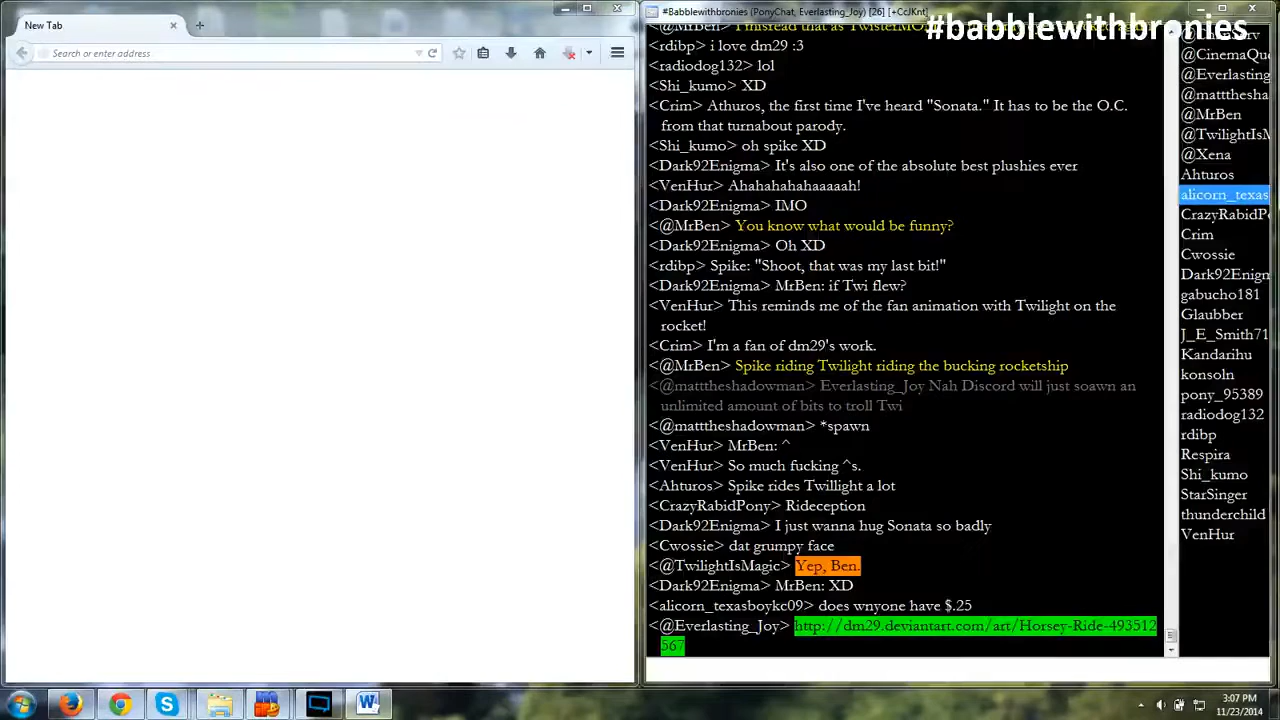 New Tab
Search or enter address
#Babblewithbronies (PonyChat, Everlasting_Joy) [26] [+CcJKnt]
#babblewithbronies
<rdibp> i love dm29 :3
<radiodog132> lol
<Shi_kumo> XD
<Crim> Athuros, the first time I've heard "Sonata." It has to be the O.C.
from that turnabout parody.
<Shi_kumo> oh spike XD
<Dark92Enigma> It's also one of the absolute best plushies ever
<VenHur> Ahahahahahaaaaah!
<Dark92Enigma> IMO
<@MrBen> You know what would be funny?
<Dark92Enigma> Oh XD
<rdibp> Spike: "Shoot, that was my last bit!"
<Dark92Enigma> MrBen: if Twi flew?
<VenHur> This reminds me of the fan animation with Twilight on the
rocket!
<Crim> I'm a fan of dm29's work.
<@MrBen> Spike riding Twilight riding the bucking rocketship
<@matttheshadowman> Everlasting_Joy Nah Discord will just soawn an
unlimited amount of bits to troll Twi
<@matttheshadowman> *spawn
<VenHur> MrBen: ^
<VenHur> So much fucking ^s.
<Ahturos> Spike rides Twillight a lot
<CrazyRabidPony> Rideception
<Dark92Enigma> I just wanna hug Sonata so badly
<Cwossie> dat grumpy face
<@TwilightIsMagic> Yep, Ben.
<Dark92Enigma> MrBen: XD
<alicorn_texasboykc09> does wnyone have $.25
<@Everlasting_Joy> http://dm29.deviantart.com/art/Horsey-Ride-493512
567
@CinemaQu
@Everlasting
@matttheshad
@MrBen
@TwilightIsM
@Xena
Ahturos
alicorn_texas
CrazyRabidPo
Crim
Cwossie
Dark92Enigm
gabucho181
Glaubber
J_E_Smith71
Kandarihu
konsoln
pony_95389
radiodog132
rdibp
Respira
Shi_kumo
StarSinger
thunderchild
VenHur
3:07 PM
11/23/2014